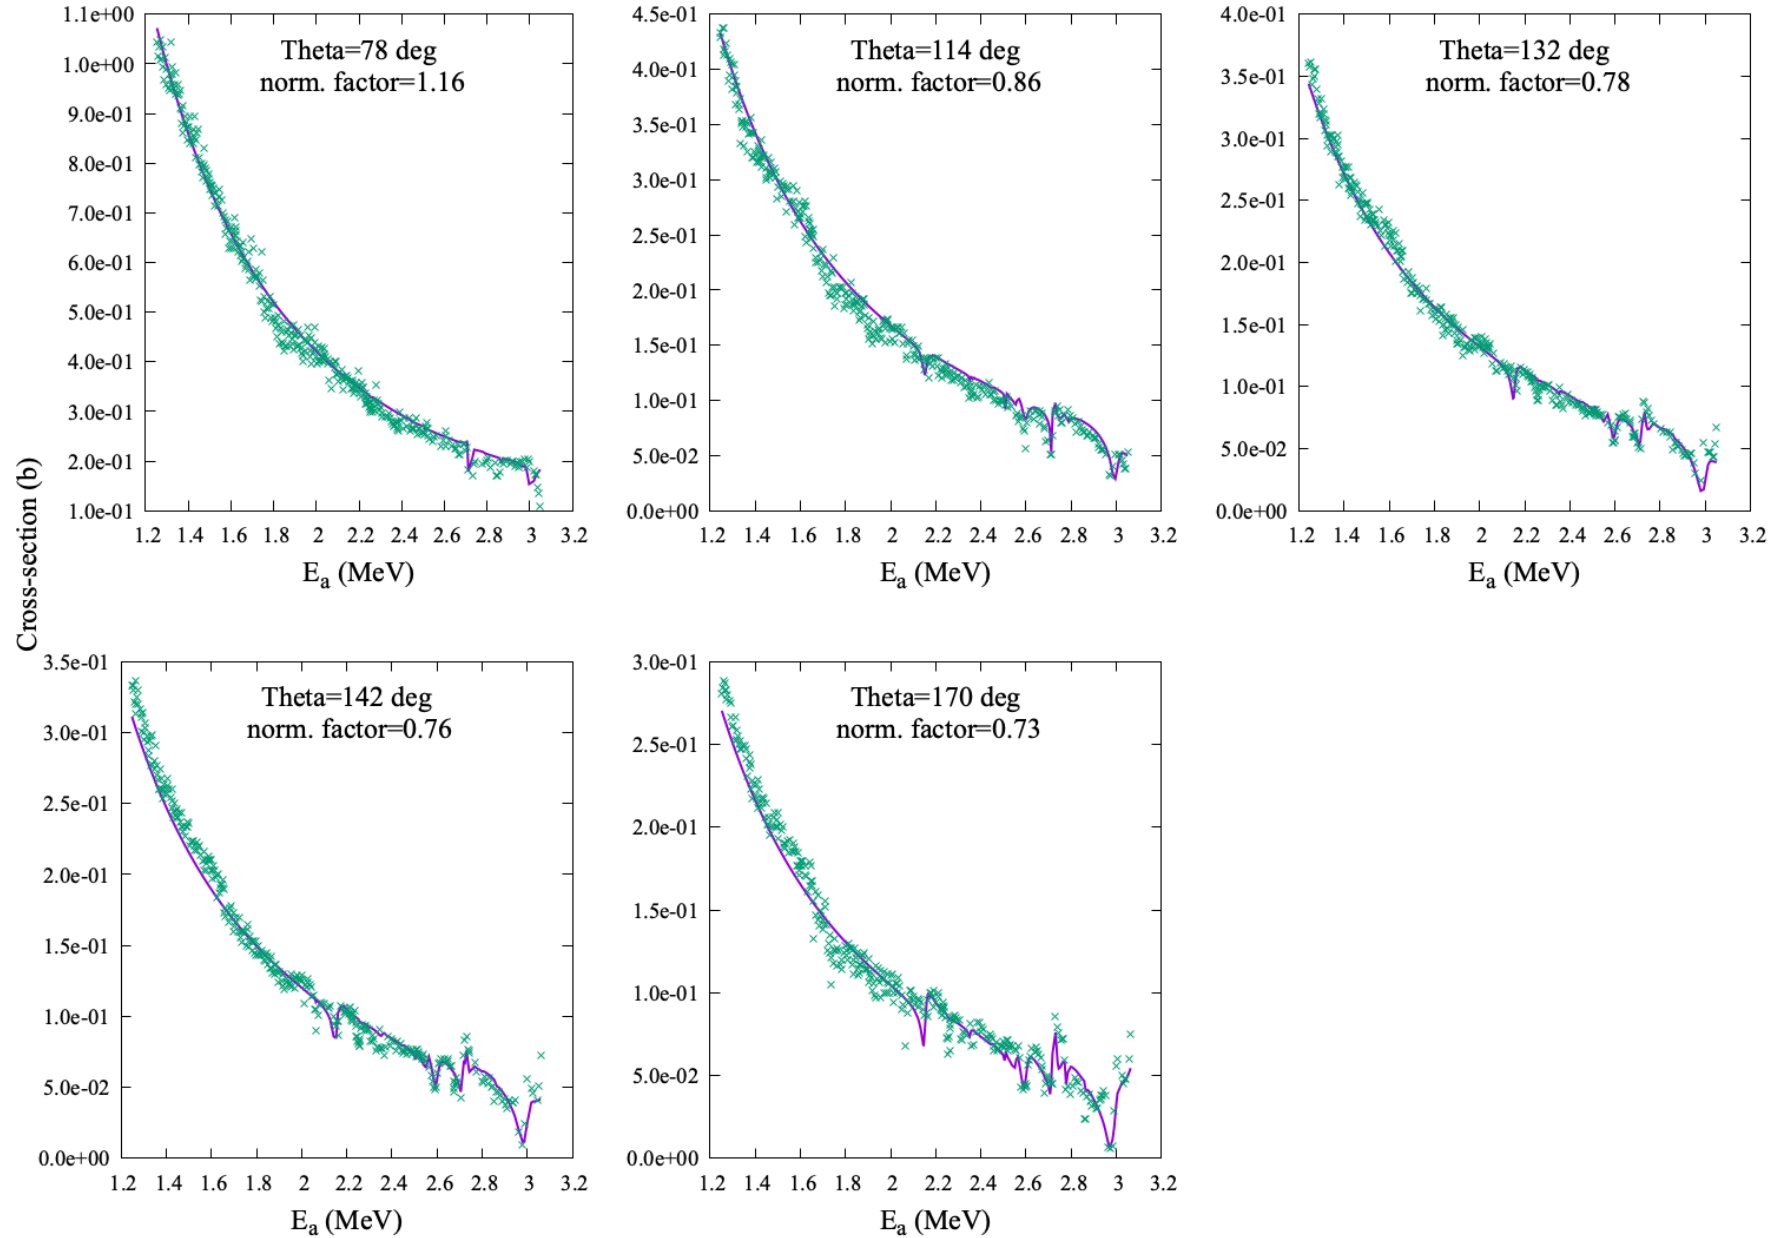 Cross-section (b)
Theta=78 deg
norm. factor=1.16
1.1e+00
1.0e+00
9.0e-01
8.0e-01
7.0e-01
6.0e-01
5.0e-01
4.0e-01
3.0e-01
2.0e-01
1.0e-01
1.2 1.6 2 2.4 2.8 3.2
Ea (MeV)
Theta=114 deg
norm. factor=0.86
4.5e-01
4.0e-01
3.5e-01
3.0e-01
2.5e-01
2.0e-01
1.5e-01
1.0e-01
5.0e-02
0.0e+00
1.2 1.4 1.6 1.8 2 2.2 2.4 2.6 2.8 3 3.2
Ea (MeV)
Theta=132 deg
norm. factor=0.78
4.0e-01
3.5e-01
3.0e-01
2.5e-01
2.0e-01
1.5e-01
1.0e-01
5.0e-02
0.0e+00
1.2 1.4 1.6 1.8 2 2.2 2.4 2.6 2.8 3 3.2
Ea (MeV)
Theta=142 deg
norm. factor=0.76
3.5e-01
3.0e-01
2.5e-01
2.0e-01
1.5e-01
1.0e-01
5.0e-02
0.0e+00
1.2 1.4 1.6 1.8 2 2.2 2.4 2.6 2.8 3 3.2
Ea (MeV)
Theta=170 deg
norm. factor=0.73
3.0e-01
2.5e-01
2.0e-01
1.5e-01
1.0e-01
5.0e-02
0.0e+00
1.2 1.4 1.6 1.8 2 2.2 2.4 2.6 2.8 3 3.2
Ea (MeV)